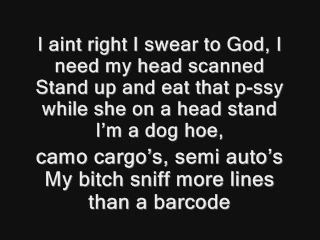 I aint right I swear to God, I
need my head scanned
Stand up and eat that p-ssy
while she on a head stand
I'm a dog hoe,
camo cargo's, semi auto's
My bitch sniff more lines
than a barcode